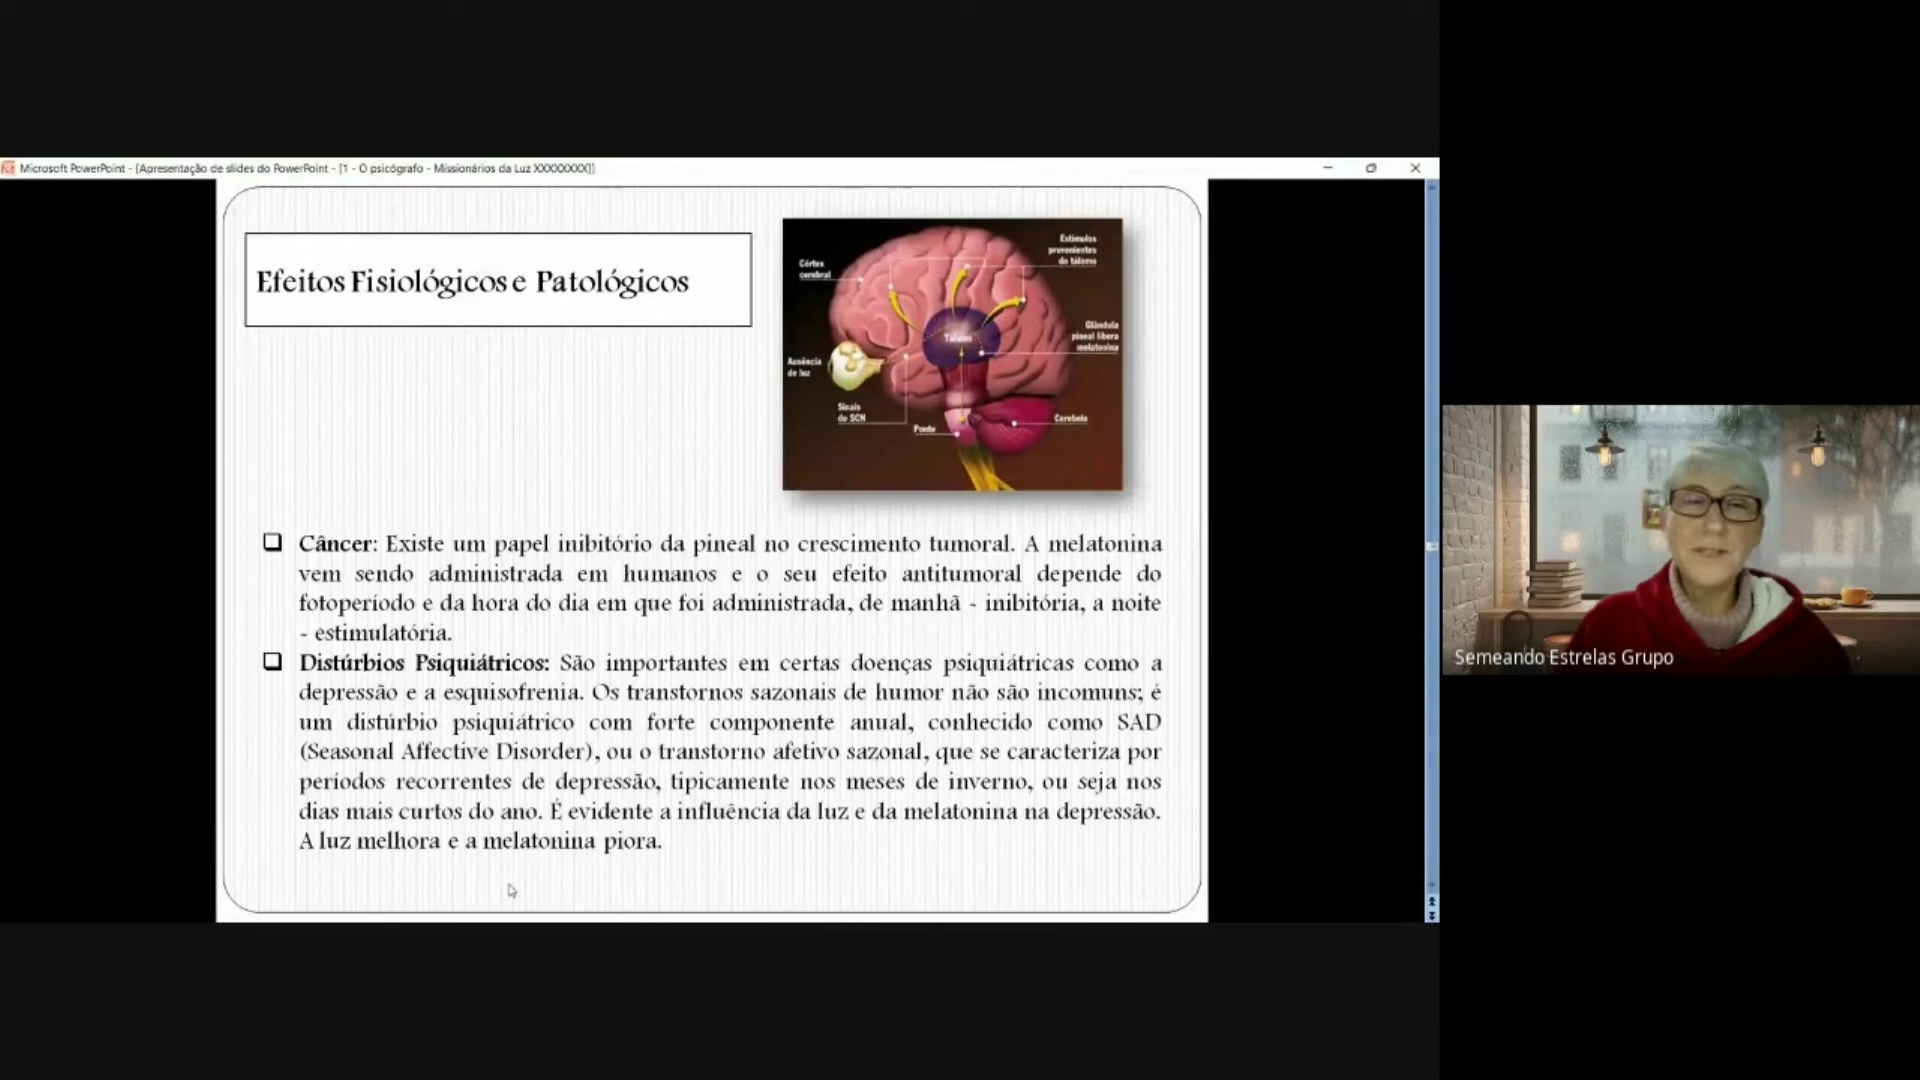 Microsoft PowerPoint - [Apresentação de slides do PowerPoint - [1 - O psicógrafo - Missionários da Luz XXXXXXXX]]
Efeitos Fisiológicos e Patológicos
Estímulos
provenientes
do tálamo
Córtex
cerebral
Tálamo
Glândula
pineal libera
melatonina
Ausência
de luz
Sinais
do SCN
Ponte
Cerebelo
❑ Câncer: Existe um papel inibitório da pineal no crescimento tumoral. A melatonina
vem sendo administrada em humanos e o seu efeito antitumoral depende do
fotoperíodo e da hora do dia em que foi administrada, de manhã - inibitória, a noite
- estimulatória.
❑ Distúrbios Psiquiátricos: São importantes em certas doenças psiquiátricas como a
depressão e a esquisofrenia. Os transtornos sazonais de humor não são incomuns; é
um distúrbio psiquiátrico com forte componente anual, conhecido como SAD
(Seasonal Affective Disorder), ou o transtorno afetivo sazonal, que se caracteriza por
períodos recorrentes de depressão, tipicamente nos meses de inverno, ou seja nos
dias mais curtos do ano. É evidente a influência da luz e da melatonina na depressão.
A luz melhora e a melatonina piora.
Semeando Estrelas Grupo